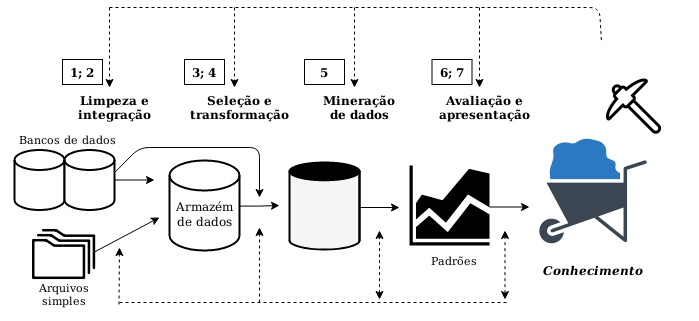 1; 2
3; 4
5
6; 7
Limpeza e
integração
Seleção e
transformação
Mineração
de dados
Avaliação e
apresentação
Bancos de dados
Armazém
de dados
Arquivos
simples
Padrões
Conhecimento